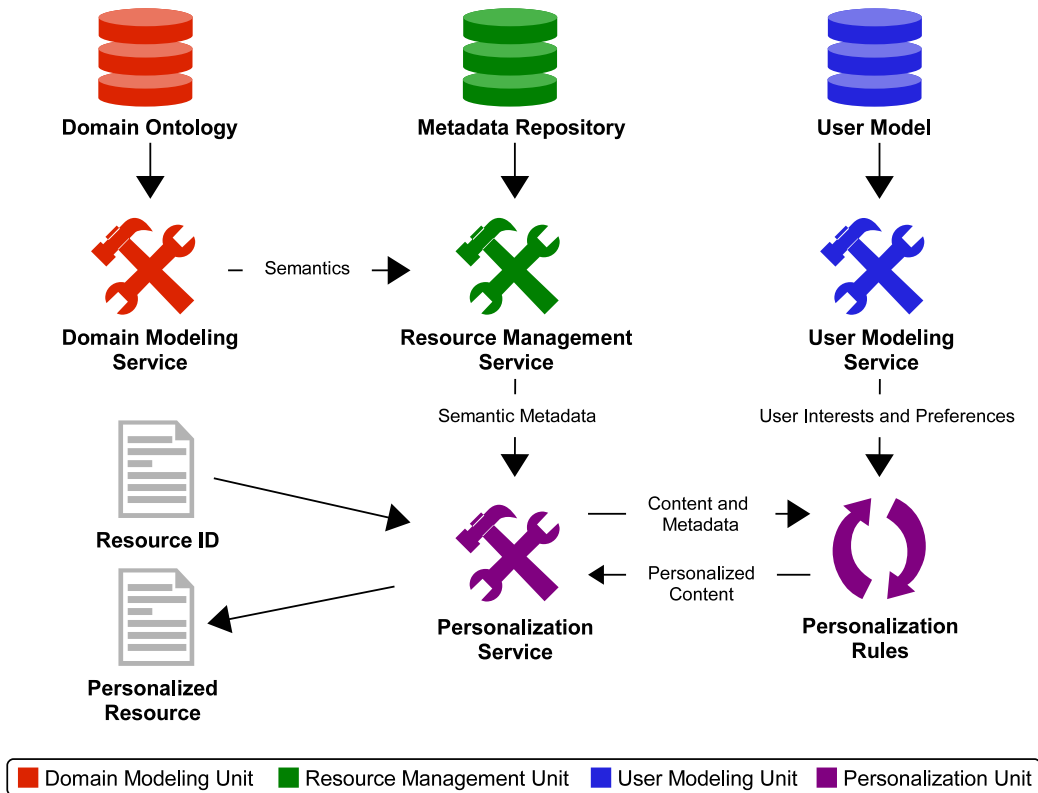 Domain Ontology
Metadata Repository
User Model
Semantics
Domain Modeling
Service
Resource Management
Service
User Modeling
Service
Semantic Metadata
User Interests and Preferences
Resource ID
Content and
Metadata
Personalized
Content
Personalization
Service
Personalization
Rules
Personalized
Resource
Domain Modeling Unit
Resource Management Unit
User Modeling Unit
Personalization Unit